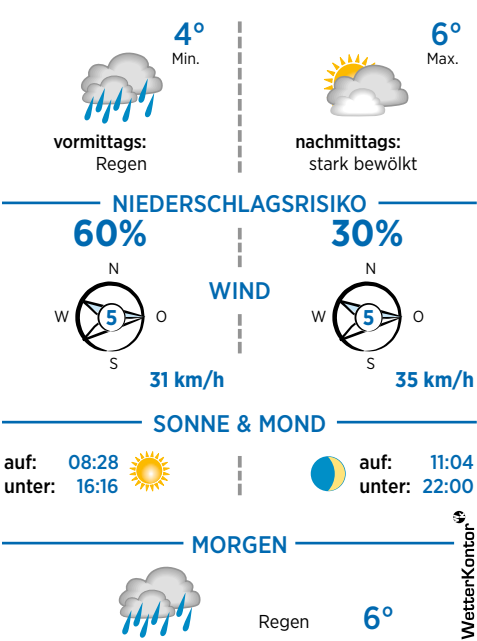 4°
Min.
6°
Max.
vormittags:
Regen
nachmittags:
stark bewölkt
NIEDERSCHLAGSRISIKO
60%
30%
WIND
N
W 5 O
S
31 km/h
N
W 5 O
S
35 km/h
SONNE & MOND
auf: 08:28
unter: 16:16
auf: 11:04
unter: 22:00
MORGEN
Regen 6°
WetterKontor